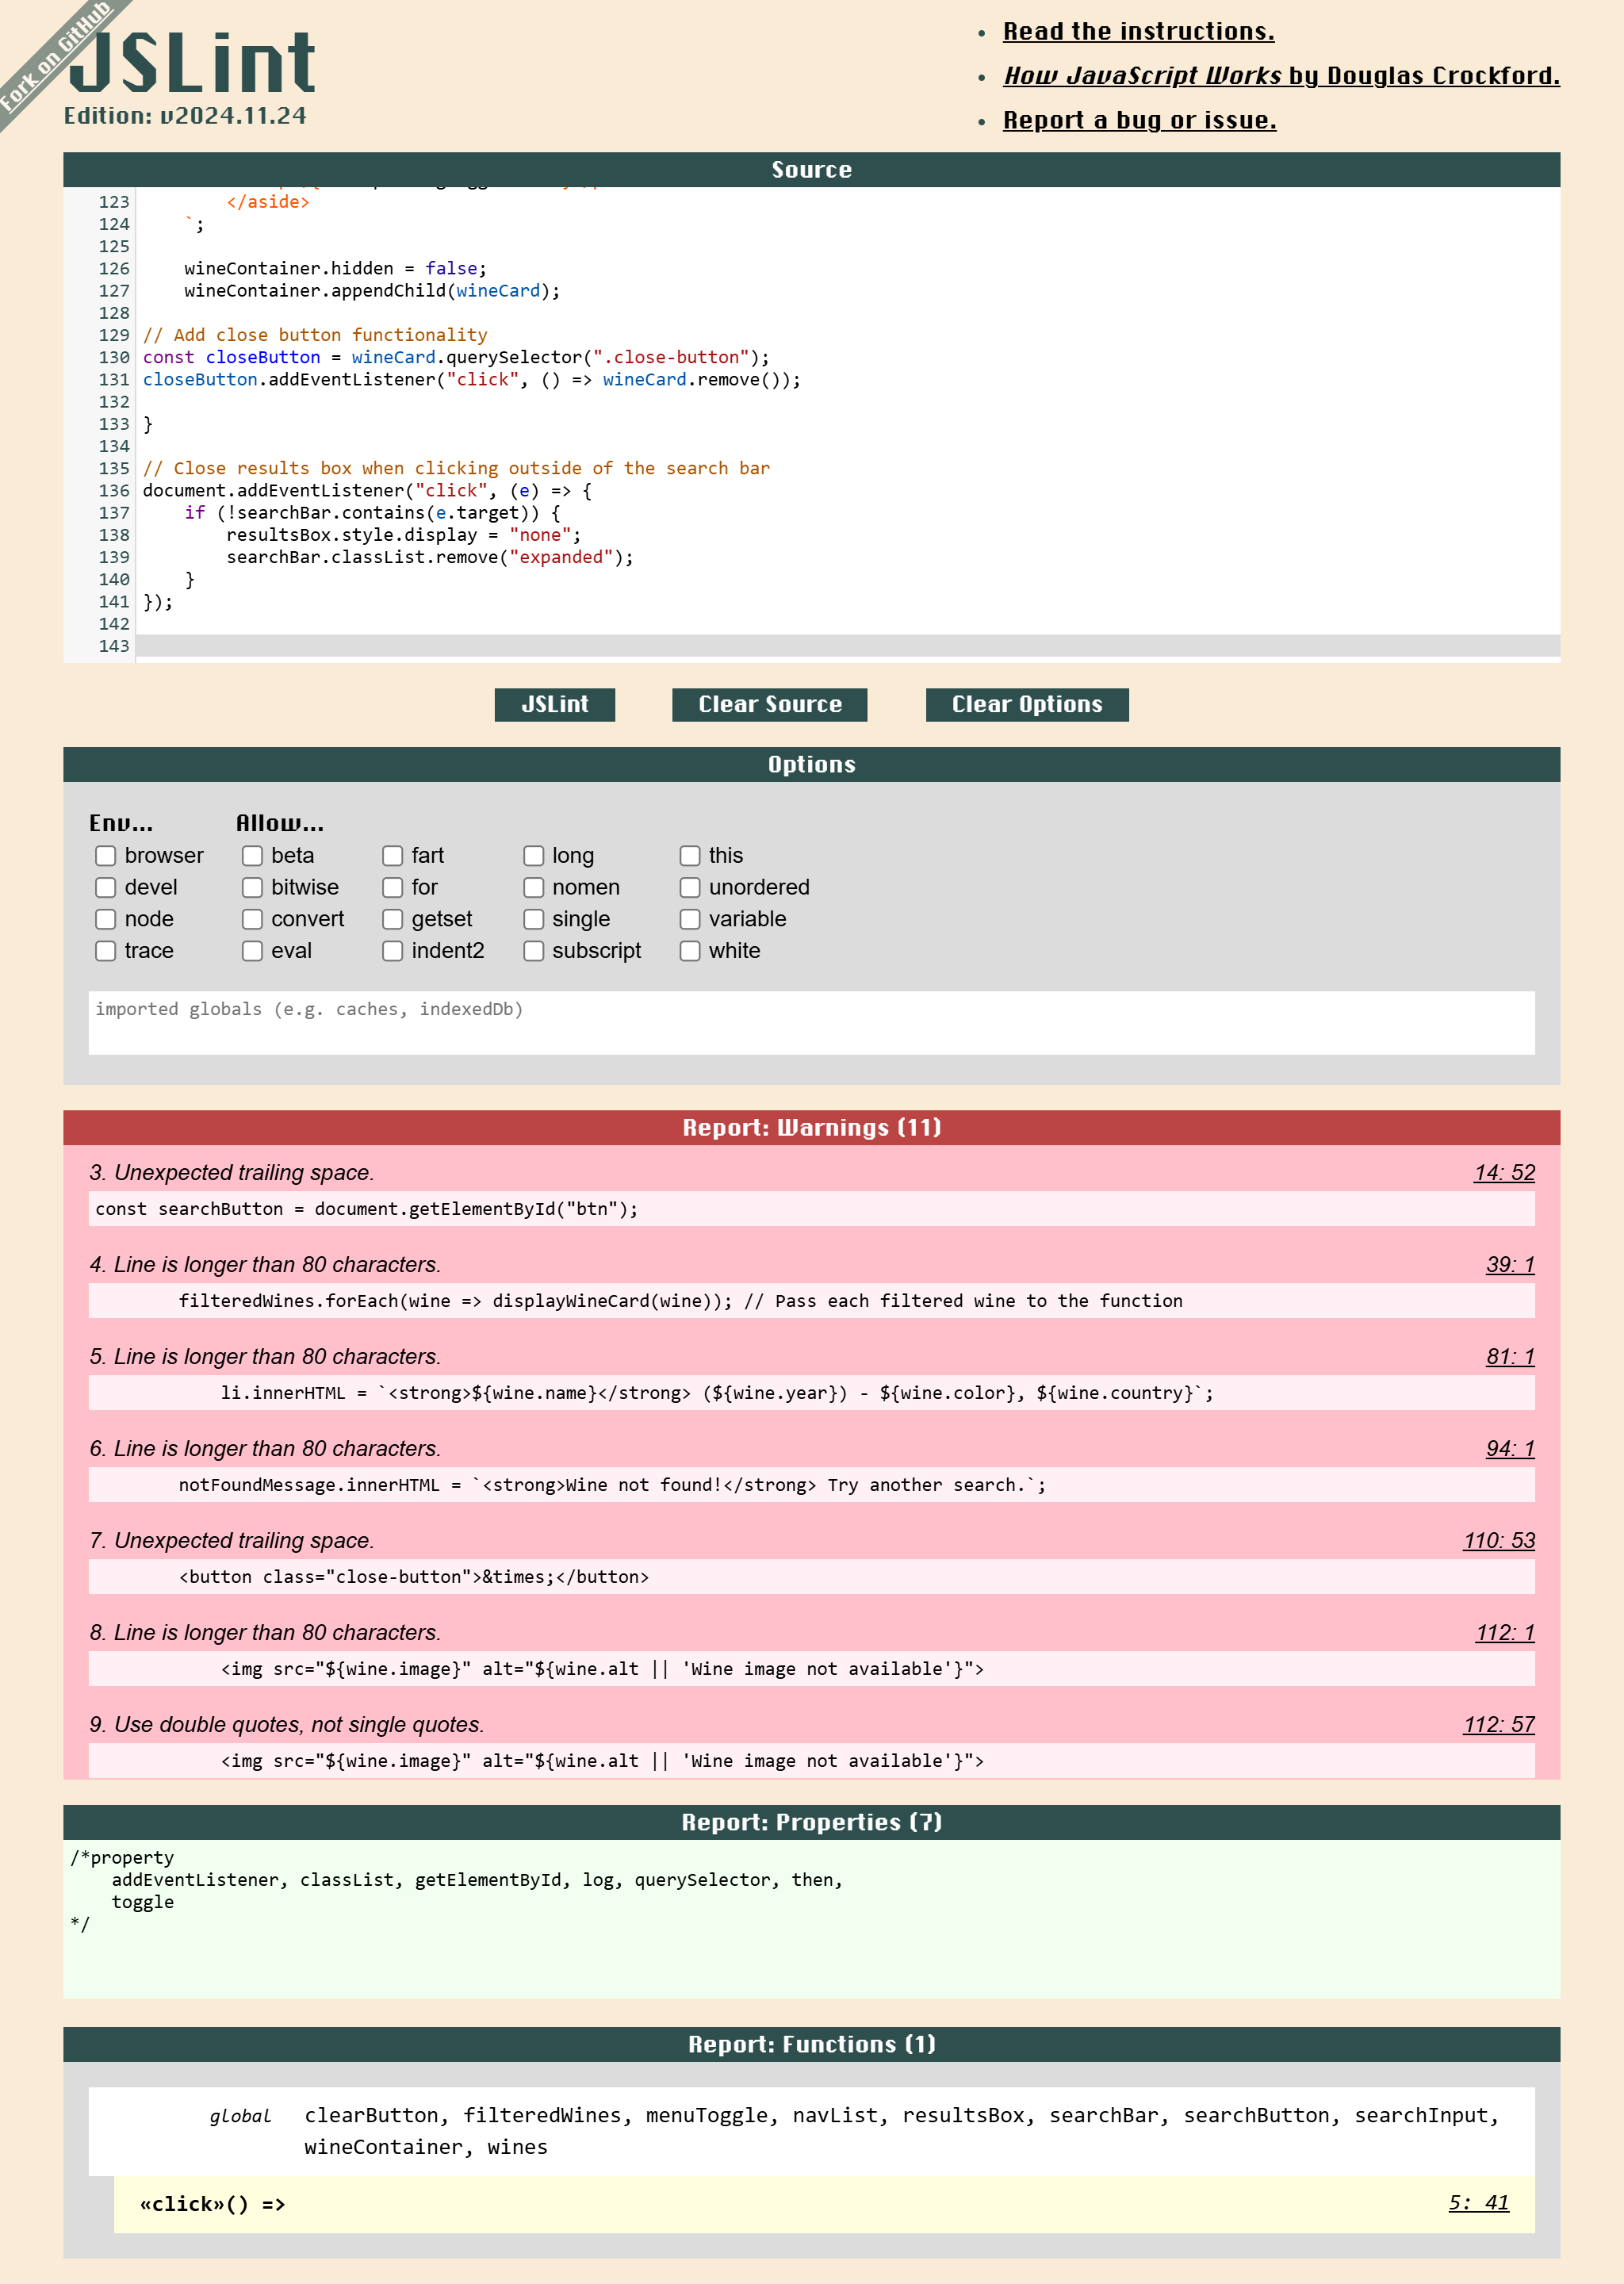 Fork on GitHub
JSLint
Edition: v2024.11.24
Read the instructions.
How JavaScript Works by Douglas Crockford.
Report a bug or issue.
Source
123 </aside>
124 `;
125
126 wineContainer.hidden = false;
127 wineContainer.appendChild(wineCard);
128
129 // Add close button functionality
130 const closeButton = wineCard.querySelector(".close-button");
131 closeButton.addEventListener("click", () => wineCard.remove());
132
133 }
134
135 // Close results box when clicking outside of the search bar
136 document.addEventListener("click", (e) => {
137 if (!searchBar.contains(e.target)) {
138 resultsBox.style.display = "none";
139 searchBar.classList.remove("expanded");
140 }
141 });
142
143
JSLint Clear Source Clear Options
Options
Env... Allow...
browser beta fart long this
devel bitwise for nomen unordered
node convert getset single variable
trace eval indent2 subscript white
imported globals (e.g. caches, indexedDb)
Report: Warnings (11)
3. Unexpected trailing space. 14: 52
const searchButton = document.getElementById("btn");
4. Line is longer than 80 characters. 39: 1
filteredWines.forEach(wine => displayWineCard(wine)); // Pass each filtered wine to the function
5. Line is longer than 80 characters. 81: 1
li.innerHTML = `<strong>${wine.name}</strong> (${wine.year}) - ${wine.color}, ${wine.country}`;
6. Line is longer than 80 characters. 94: 1
notFoundMessage.innerHTML = `<strong>Wine not found!</strong> Try another search.`;
7. Unexpected trailing space. 110: 53
<button class="close-button">&times;</button>
8. Line is longer than 80 characters. 112: 1
<img src="${wine.image}" alt="${wine.alt || 'Wine image not available'}">
9. Use double quotes, not single quotes. 112: 57
<img src="${wine.image}" alt="${wine.alt || 'Wine image not available'}">
Report: Properties (7)
/*property
addEventListener, classList, getElementById, log, querySelector, then,
toggle
*/
Report: Functions (1)
global clearButton, filteredWines, menuToggle, navList, resultsBox, searchBar, searchButton, searchInput,
wineContainer, wines
«click»() => 5: 41